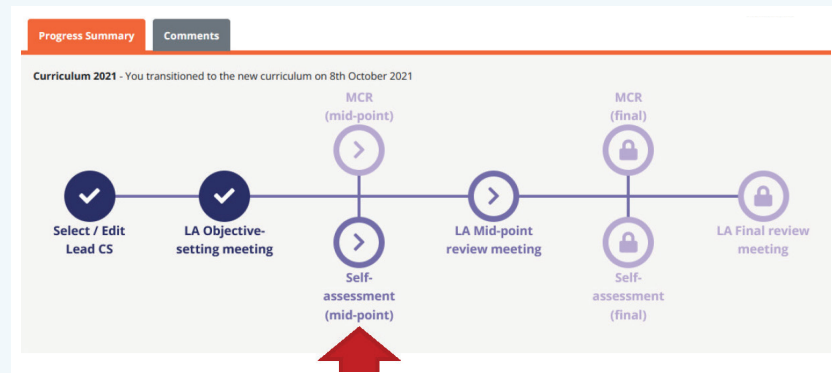 Progress Summary
Comments
Curriculum 2021 - You transitioned to the new curriculum on 8th October 2021
MCR
(mid-point)
MCR
(final)
Select / Edit
Lead CS
LA Objective-
setting meeting
Self-
assessment
(mid-point)
LA Mid-point
review meeting
Self-
assessment
(final)
LA Final review
meeting